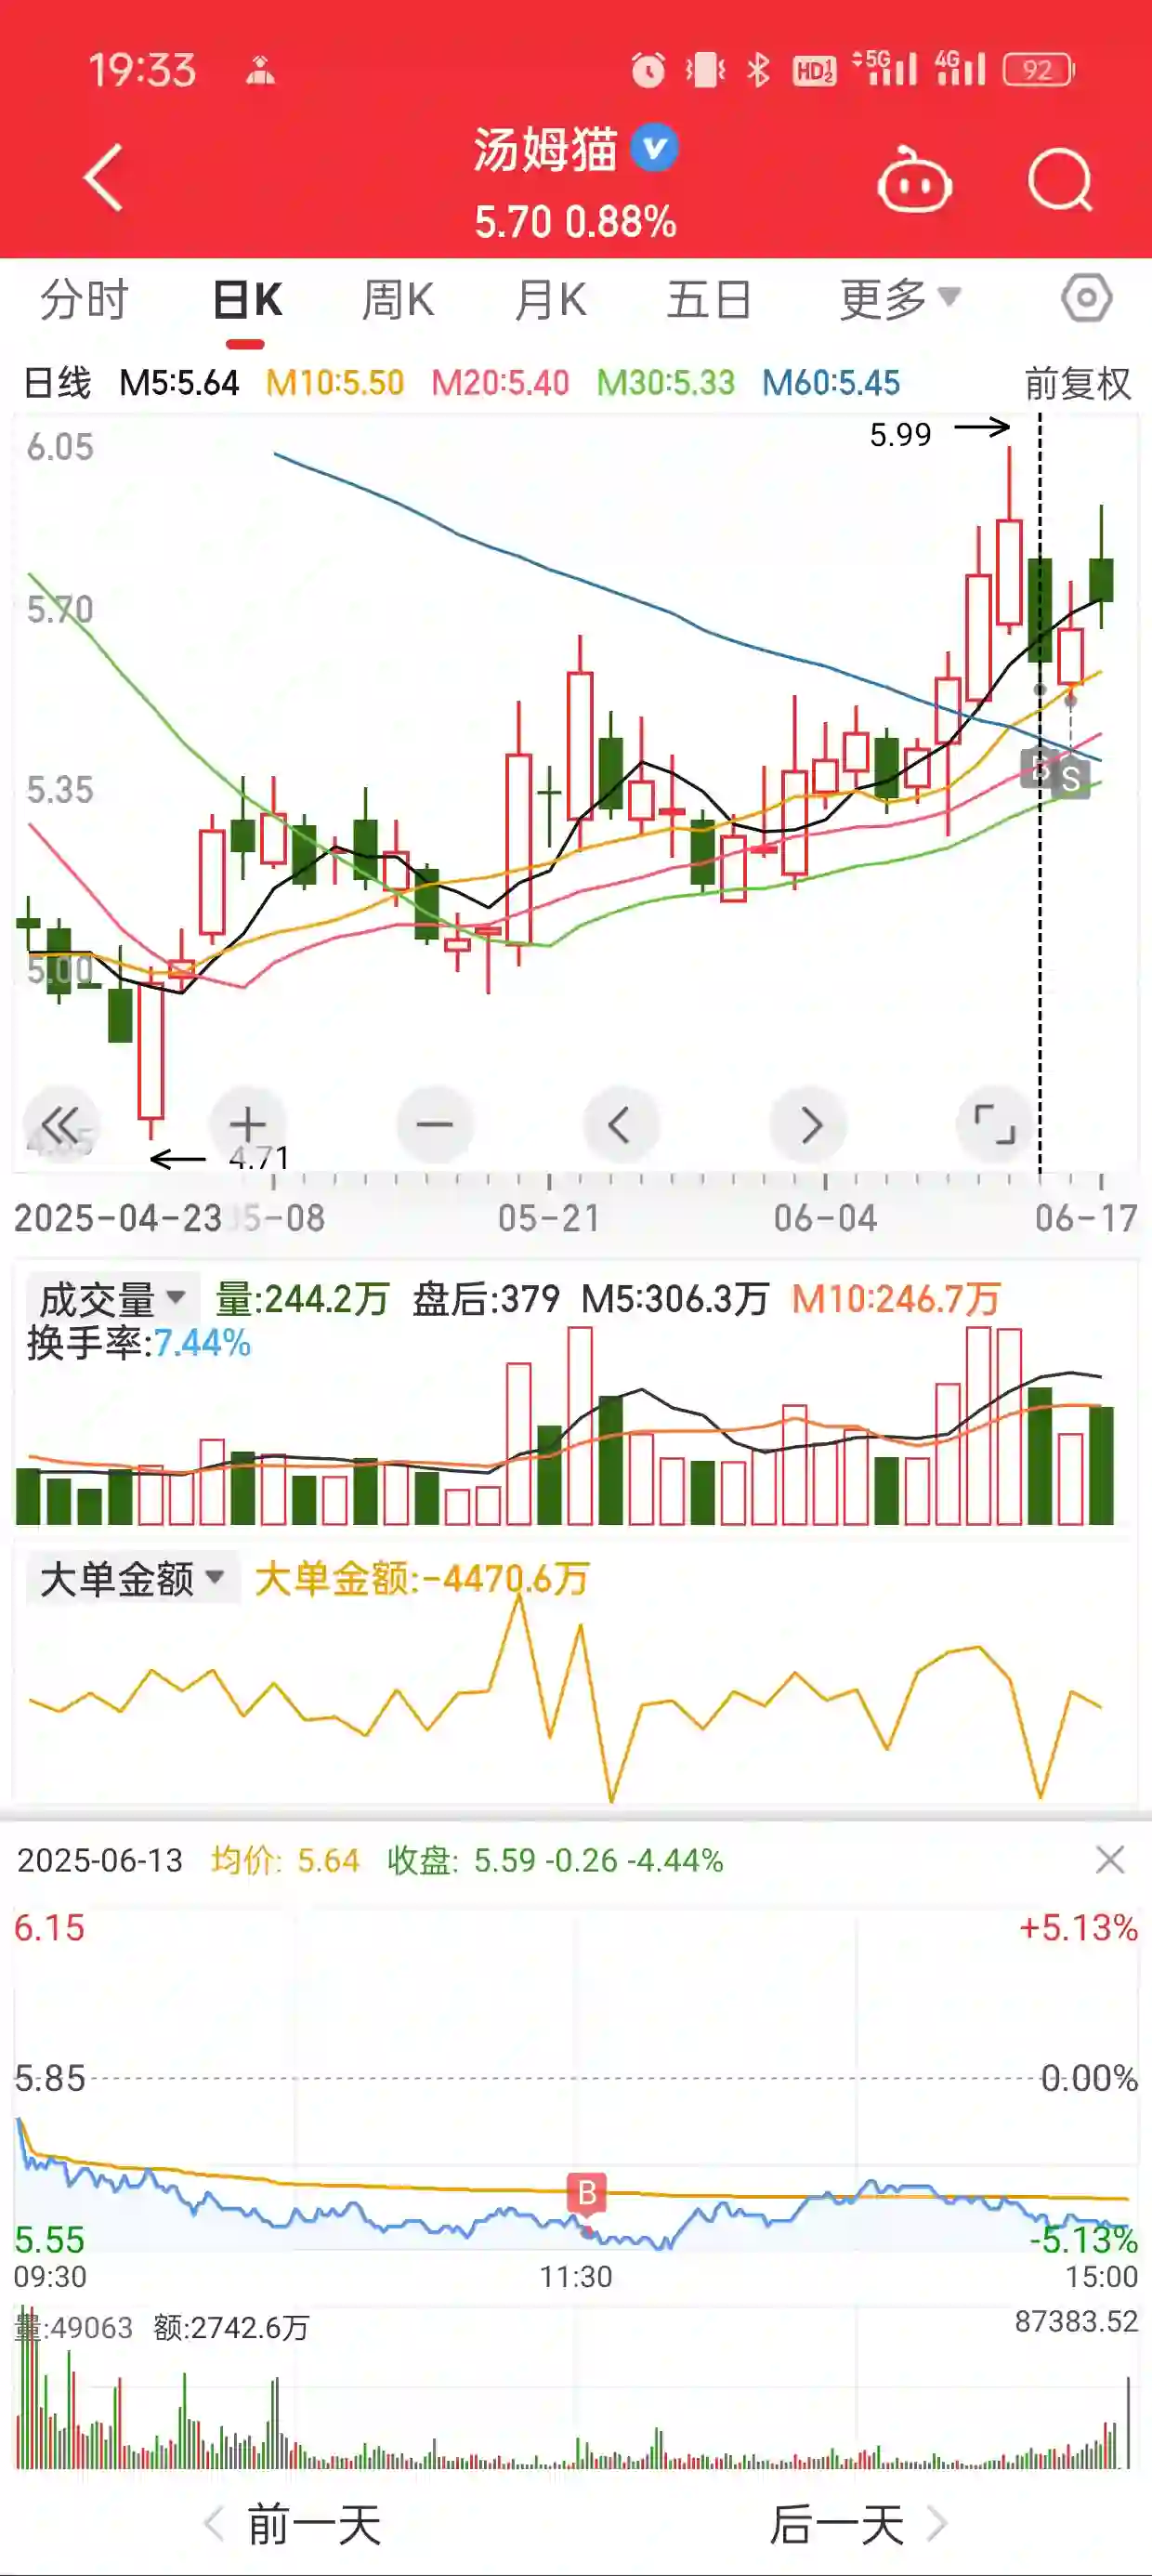 19:33 HD 1 2 5G 4G 92
汤姆猫
5.70 0.88%
分时 日K 周K 月K 五日 更多
日线 M5:5.64 M10:5.50 M20:5.40 M30:5.33 M60:5.45 前复权
5.99
6.05
5.70
5.35
B S
5.00
4.71
2025-04-23 05-08 05-21 06-04 06-17
成交量 量:244.2万 盘后:379 M5:306.3万 M10:246.7万
换手率:7.44%
大单金额 大单金额:-4470.6万
2025-06-13 均价: 5.64 收盘: 5.59 -0.26 -4.44%
6.15 +5.13%
5.85 0.00%
B
5.55 -5.13%
09:30 11:30 15:00
量:49063 额:2742.6万 87383.52
前一天 后一天